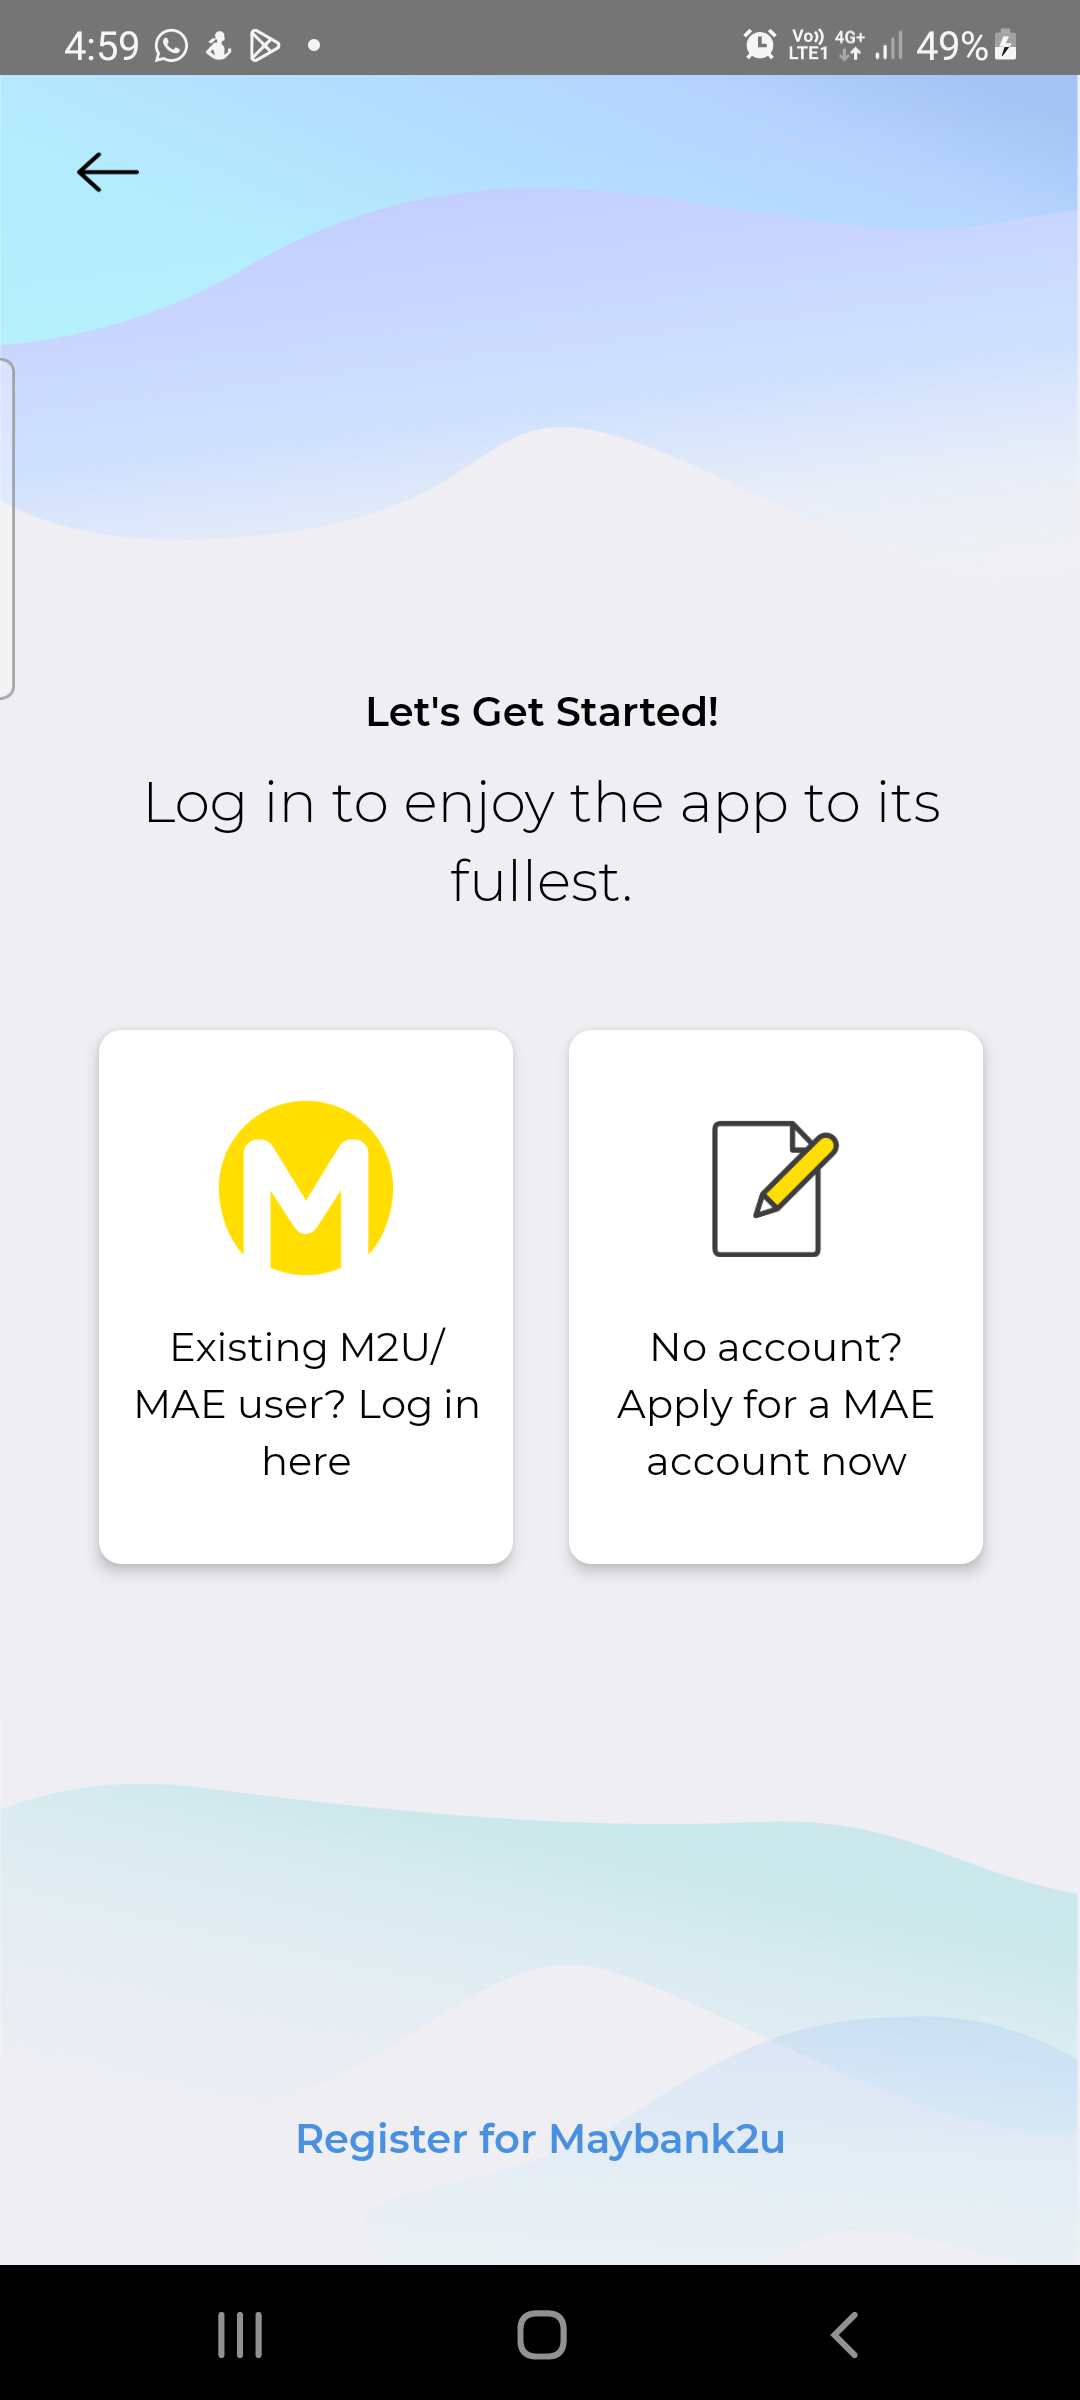 4:59
Vo)) LTE1 4G+ 49%
Let's Get Started!
Log in to enjoy the app to its
fullest.
Existing M2U/
MAE user? Log in
here
No account?
Apply for a MAE
account now
Register for Maybank2u